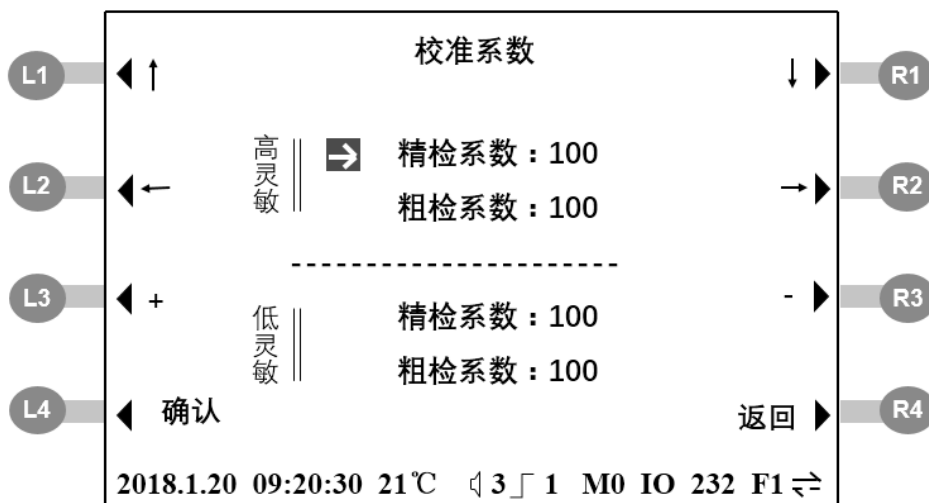 校准系数
L1 ↑ ↓ R1
高灵敏 → 精检系数：100
L2 ← → R2
粗检系数：100
L3 + - R3
低灵敏 精检系数：100
粗检系数：100
L4 确认 返回 R4
2018.1.20 09:20:30 21℃ 3 1 M0 IO 232 F1 ⇌